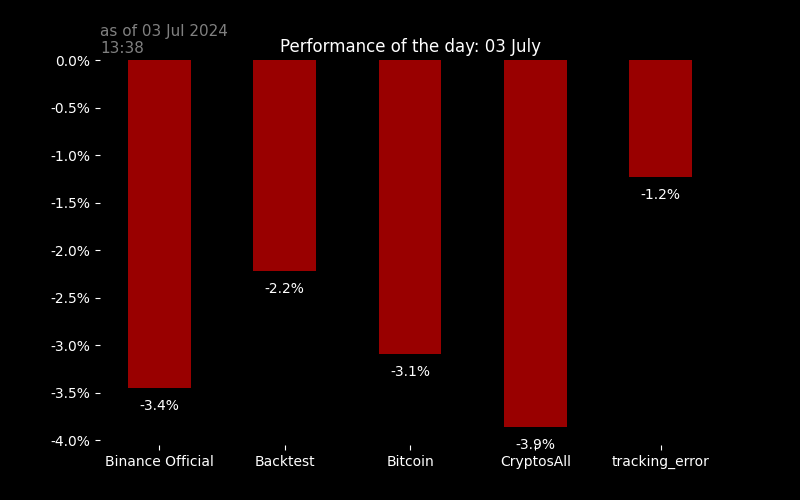 as of 03 Jul 2024
13:38
Performance of the day: 03 July
0.0%
-0.5%
-1.0%
-1.5%
-2.0%
-2.5%
-3.0%
-3.5%
-4.0%
-3.4%
-2.2%
-3.1%
-3.9%
-1.2%
Binance Official
Backtest
Bitcoin
CryptosAll
tracking_error